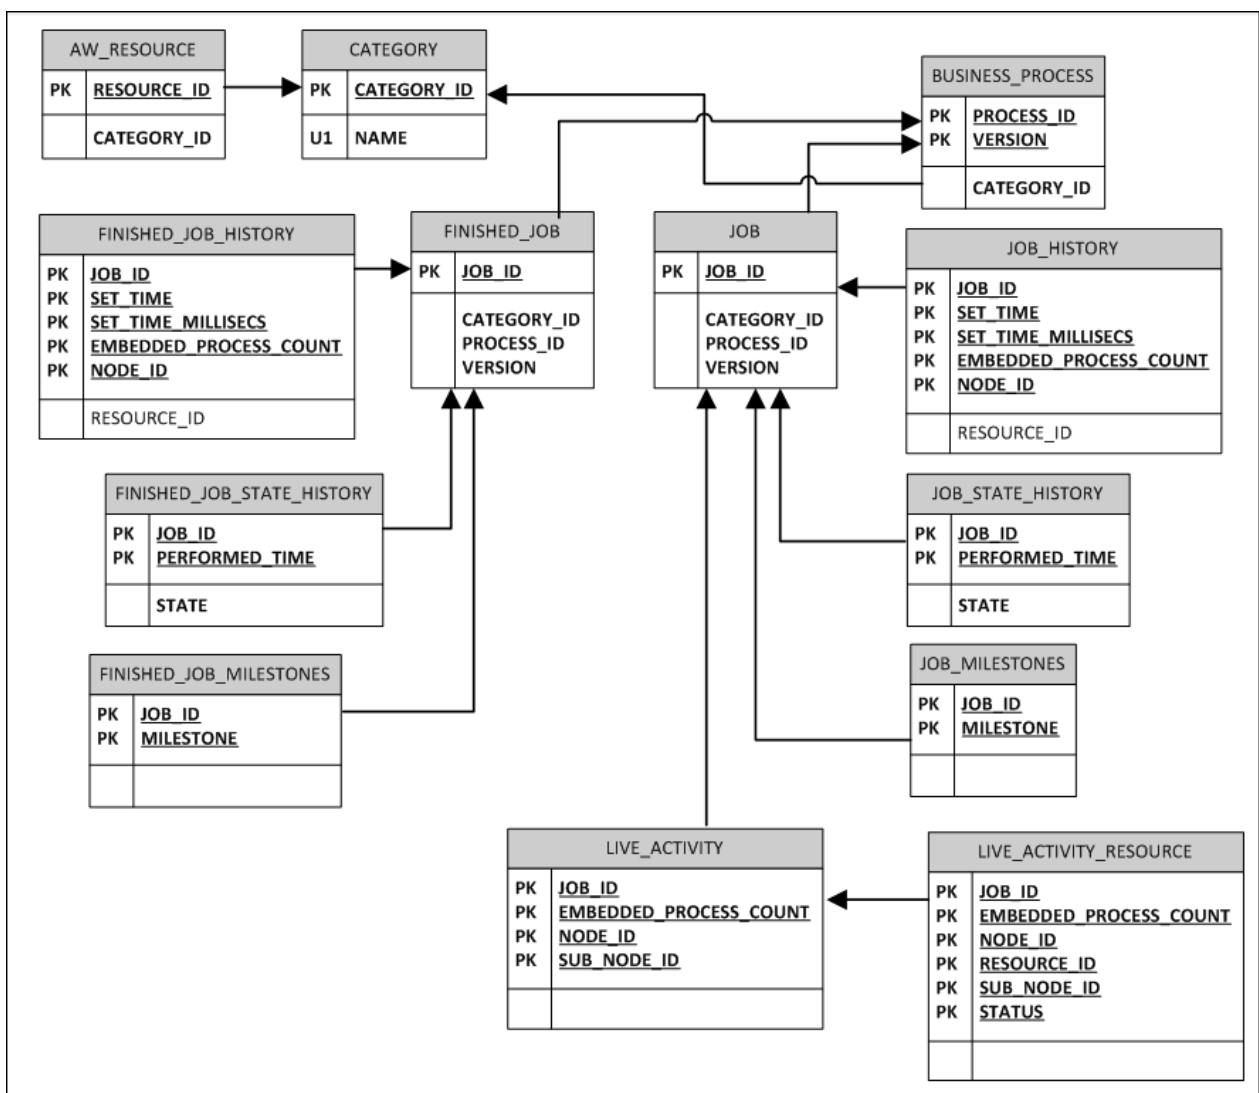 AW_RESOURCE
PK RESOURCE_ID
CATEGORY_ID
CATEGORY
PK CATEGORY_ID
U1 NAME
BUSINESS_PROCESS
PK PROCESS_ID
PK VERSION
CATEGORY_ID
FINISHED_JOB_HISTORY
PK JOB_ID
PK SET_TIME
PK SET_TIME_MILLISECS
PK EMBEDDED_PROCESS_COUNT
PK NODE_ID
RESOURCE_ID
FINISHED_JOB
PK JOB_ID
CATEGORY_ID
PROCESS_ID
VERSION
JOB
PK JOB_ID
CATEGORY_ID
PROCESS_ID
VERSION
JOB_HISTORY
PK JOB_ID
PK SET_TIME
PK SET_TIME_MILLISECS
PK EMBEDDED_PROCESS_COUNT
PK NODE_ID
RESOURCE_ID
FINISHED_JOB_STATE_HISTORY
PK JOB_ID
PK PERFORMED_TIME
STATE
JOB_STATE_HISTORY
PK JOB_ID
PK PERFORMED_TIME
STATE
FINISHED_JOB_MILESTONES
PK JOB_ID
PK MILESTONE
JOB_MILESTONES
PK JOB_ID
PK MILESTONE
LIVE_ACTIVITY
PK JOB_ID
PK EMBEDDED_PROCESS_COUNT
PK NODE_ID
PK SUB_NODE_ID
LIVE_ACTIVITY_RESOURCE
PK JOB_ID
PK EMBEDDED_PROCESS_COUNT
PK NODE_ID
PK RESOURCE_ID
PK SUB_NODE_ID
PK STATUS